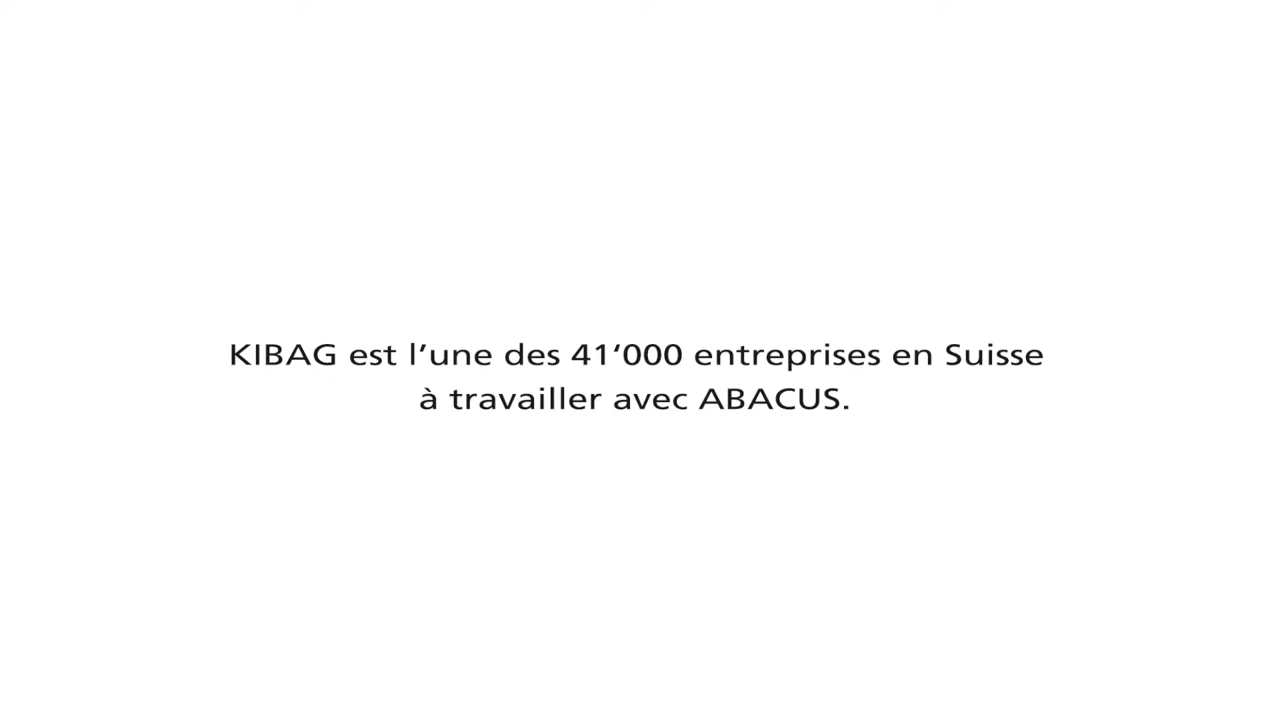 KIBAG est l’une des 41‘000 entreprises en Suisse
à travailler avec ABACUS.